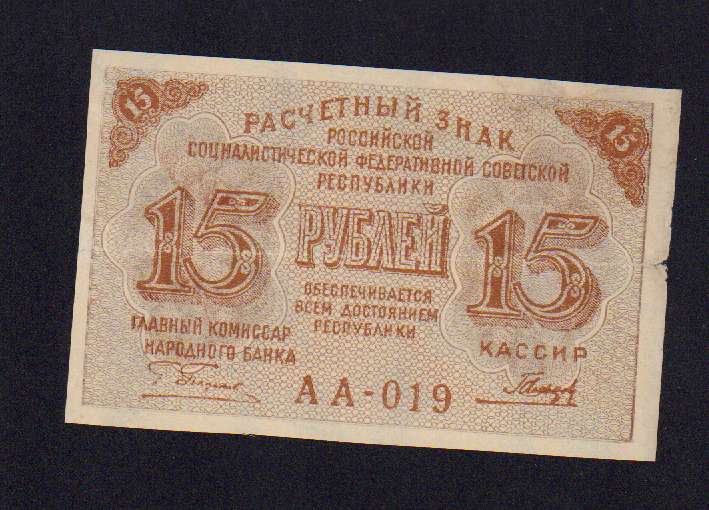 15
15
РАСЧЕТНЫЙ ЗНАК
РОССИЙСКОЙ
СОЦИАЛИСТИЧЕСКОЙ ФЕДЕРАТИВНОЙ СОВЕТСКОЙ
РЕСПУБЛИКИ
15 РУБЛЕЙ 15
ОБЕСПЕЧИВАЕТСЯ
ВСЕМ ДОСТОЯНИЕМ
РЕСПУБЛИКИ
ГЛАВНЫЙ КОМИССАР
НАРОДНОГО БАНКА
КАССИР
АА-019